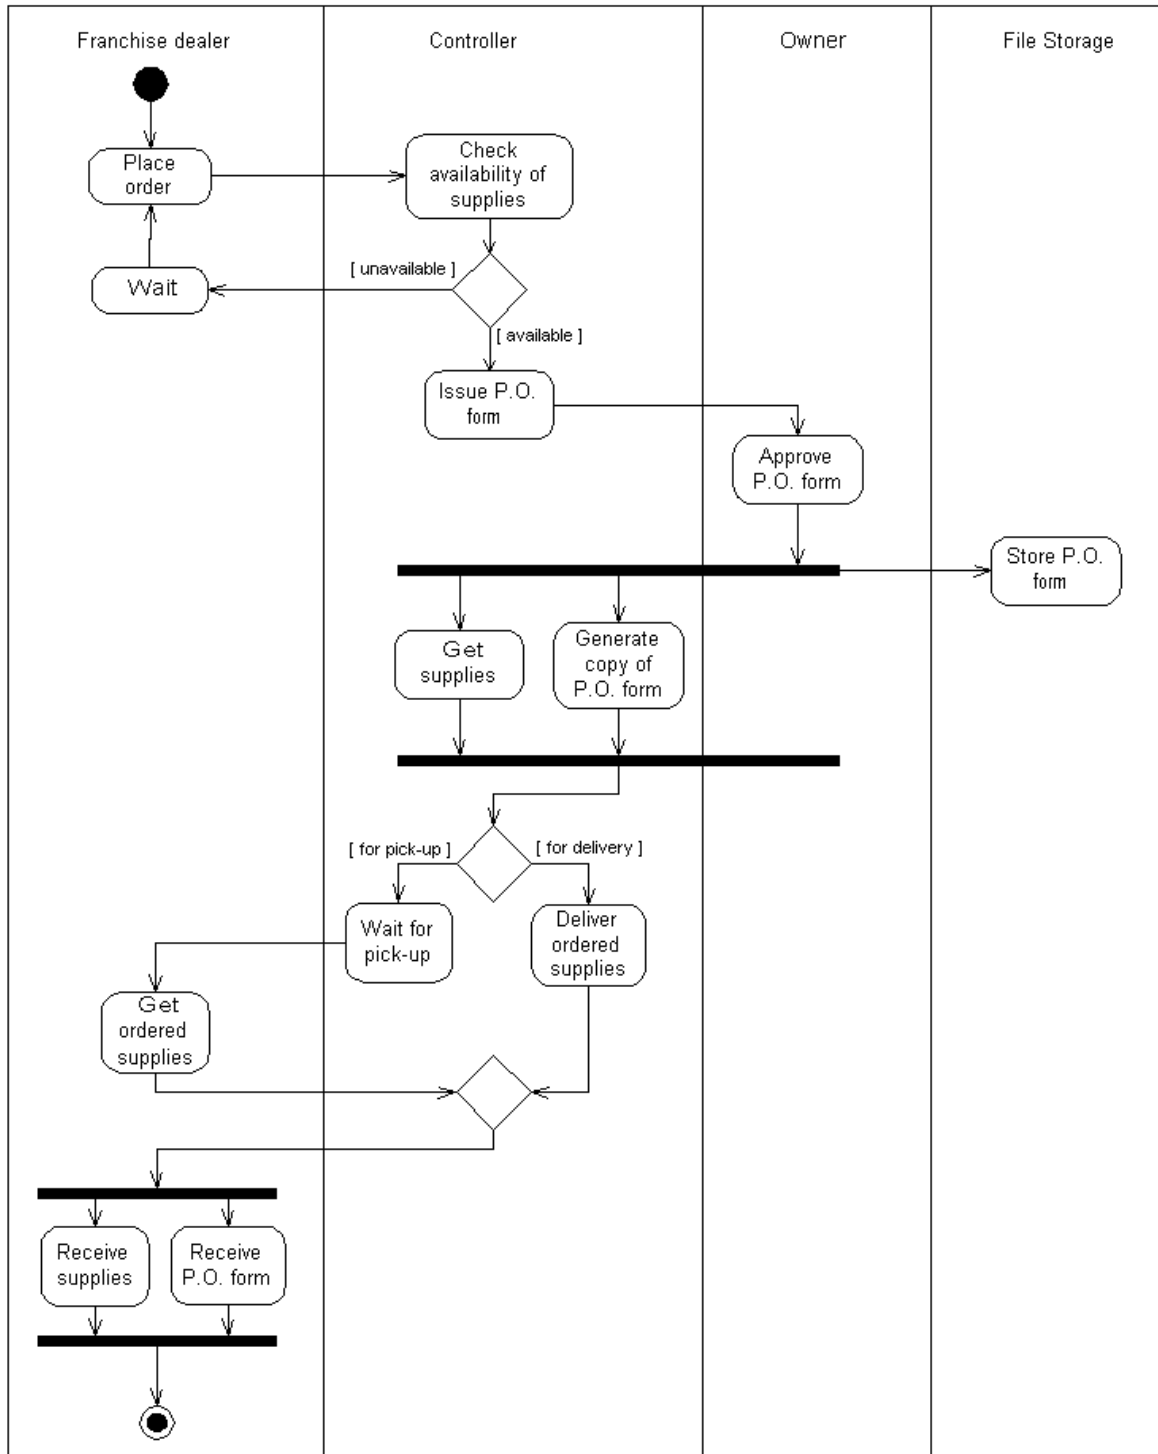 Franchise dealer
Controller
Owner
File Storage
Place
order
Check
availability of
supplies
[ unavailable ]
Wait
[ available ]
Issue P.O.
form
Approve
P.O. form
Store P.O.
form
Get
supplies
Generate
copy of
P.O. form
[ for pick-up ]
[ for delivery ]
Wait for
pick-up
Deliver
ordered
supplies
Get
ordered
supplies
Receive
supplies
Receive
P.O. form